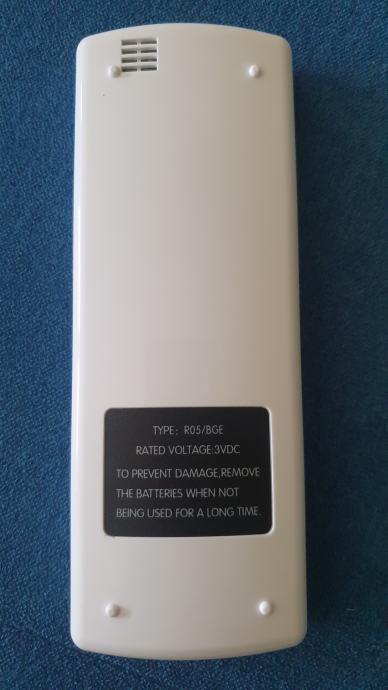 TYPE: R05/BGE
RATED VOLTAGE:3VDC
TO PREVENT DAMAGE,REMOVE
THE BATTERIES WHEN NOT
BEING USED FOR A LONG TIME.